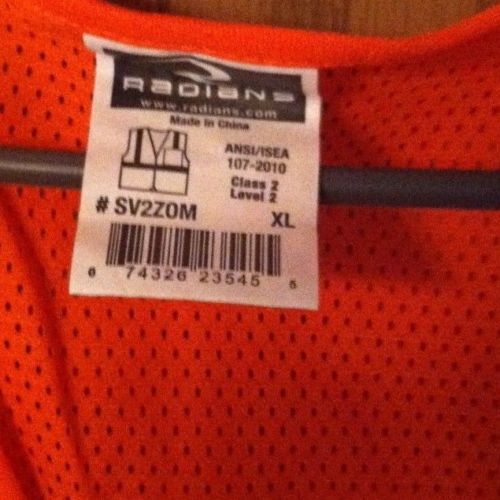 RADIANS
www.radians.com
Made in China
ANSI/ISEA
107-2010
Class 2
Level 2
# SV2ZOM XL
6 74326 23545 5